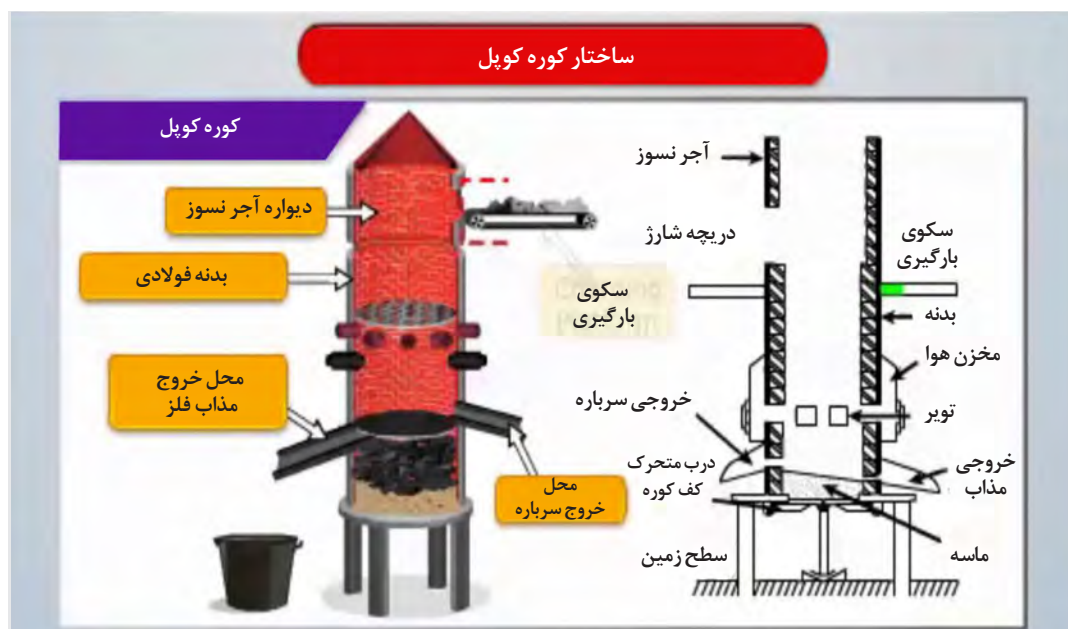 ساختار کوره کوپل
کوره کوپل
دیواره آجر نسوز
بدنه فولادی
سکوی
بارگیری
محل خروج
مذاب فلز
محل
خروج سرباره
آجر نسوز
دریچه شارژ
سکوی
بارگیری
بدنه
مخزن هوا
تویر
خروجی سرباره
درب متحرک
کف کوره
خروجی
مذاب
سطح زمین
ماسه